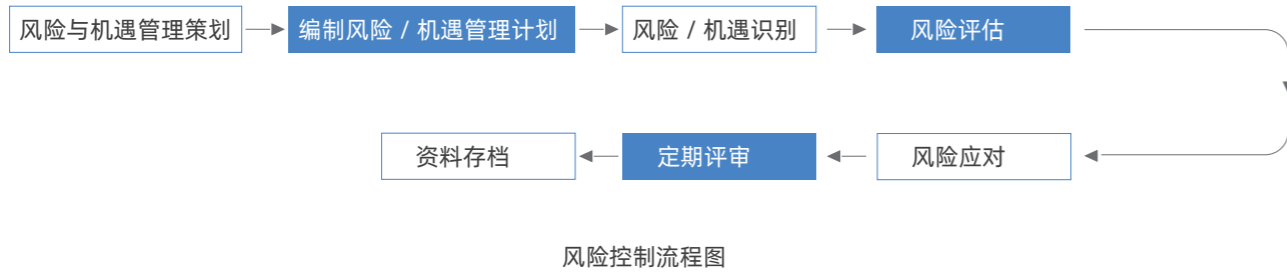 风险与机遇管理策划
编制风险 / 机遇管理计划
风险 / 机遇识别
风险评估
风险应对
定期评审
资料存档
风险控制流程图